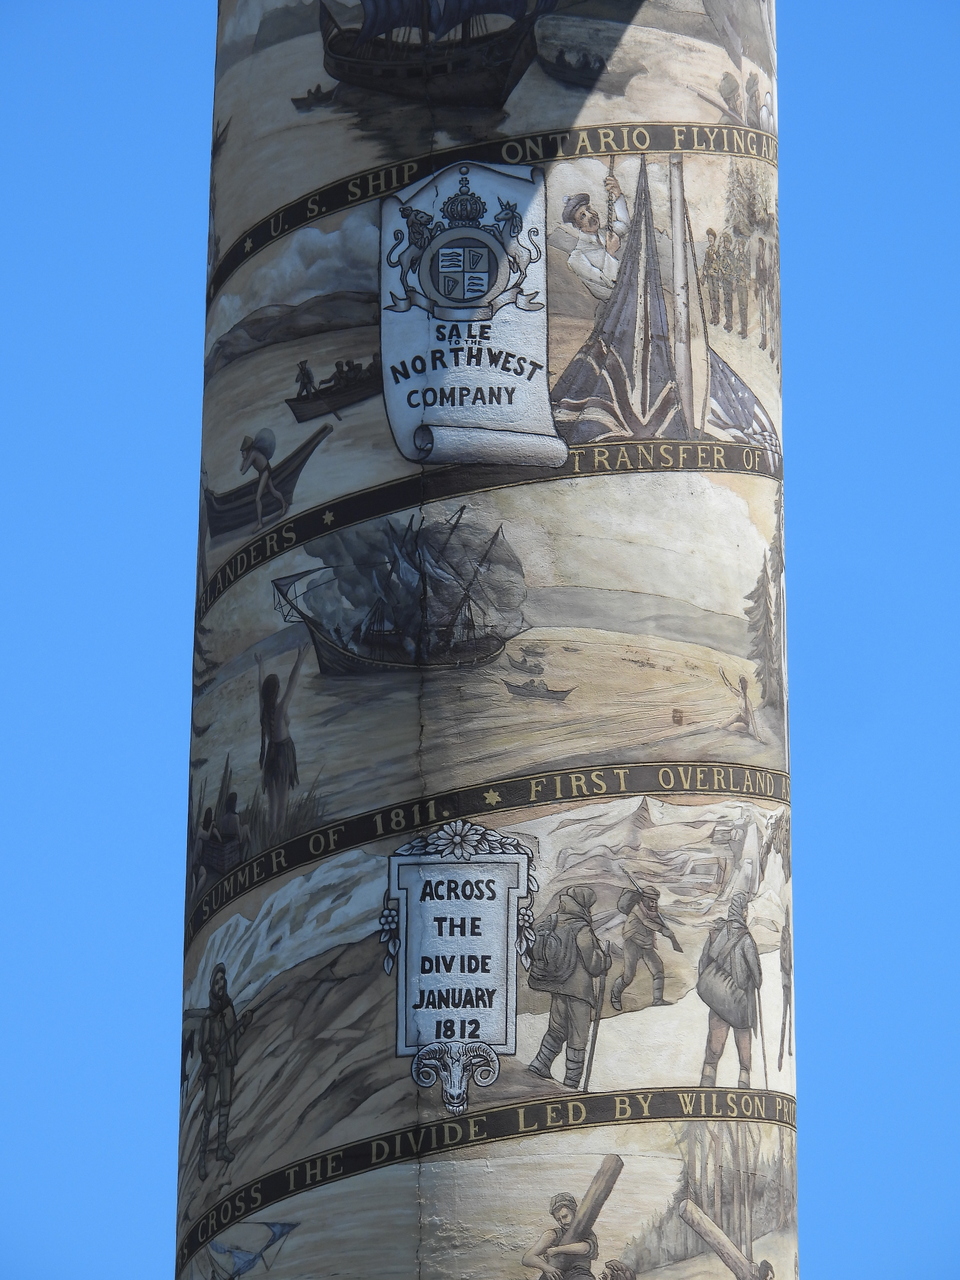 * U. S. SHIP ONTARIO FLYING
SALE
TO THE
NORTHWEST
COMPANY
TRANSFER OF
LANDERS *
SUMMER OF 1811. * FIRST OVERLAND
ACROSS
THE
DIVIDE
JANUARY
1812
CROSS THE DIVIDE LED BY WILSON